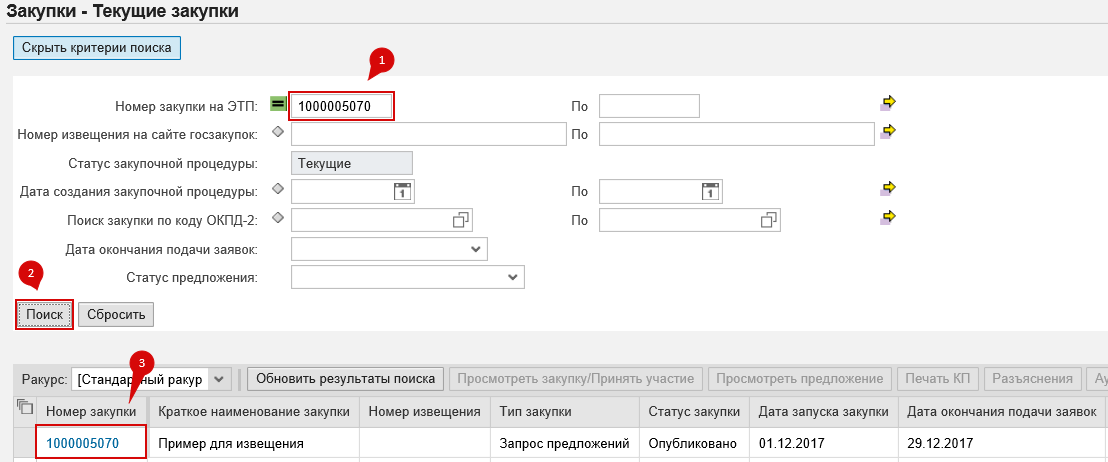 Закупки - Текущие закупки
Скрыть критерии поиска
1
Номер закупки на ЭТП: 1000005070 По
Номер извещения на сайте госзакупок: По
Статус закупочной процедуры: Текущие
Дата создания закупочной процедуры: 1 По 1
Поиск закупки по коду ОКПД-2: По
Дата окончания подачи заявок:
Статус предложения:
2
Поиск Сбросить
3
Ракурс: [Стандартный ракур Обновить результаты поиска Просмотреть закупку/Принять участие Просмотреть предложение Печать КП Разъяснения Ау
Номер закупки Краткое наименование закупки Номер извещения Тип закупки Статус закупки Дата запуска закупки Дата окончания подачи заявок
1000005070 Пример для извещения Запрос предложений Опубликовано 01.12.2017 29.12.2017